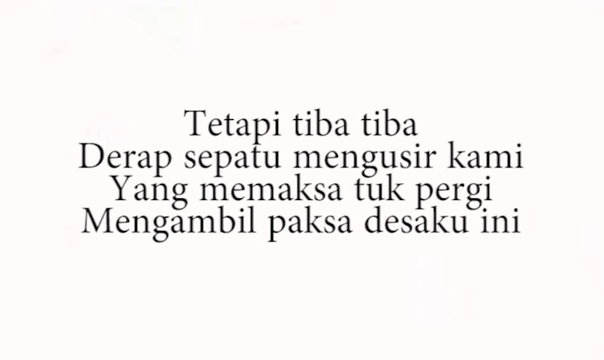 Tetapi tiba tiba
Derap sepatu mengusir kami
Yang memaksa tuk pergi
Mengambil paksa desaku ini